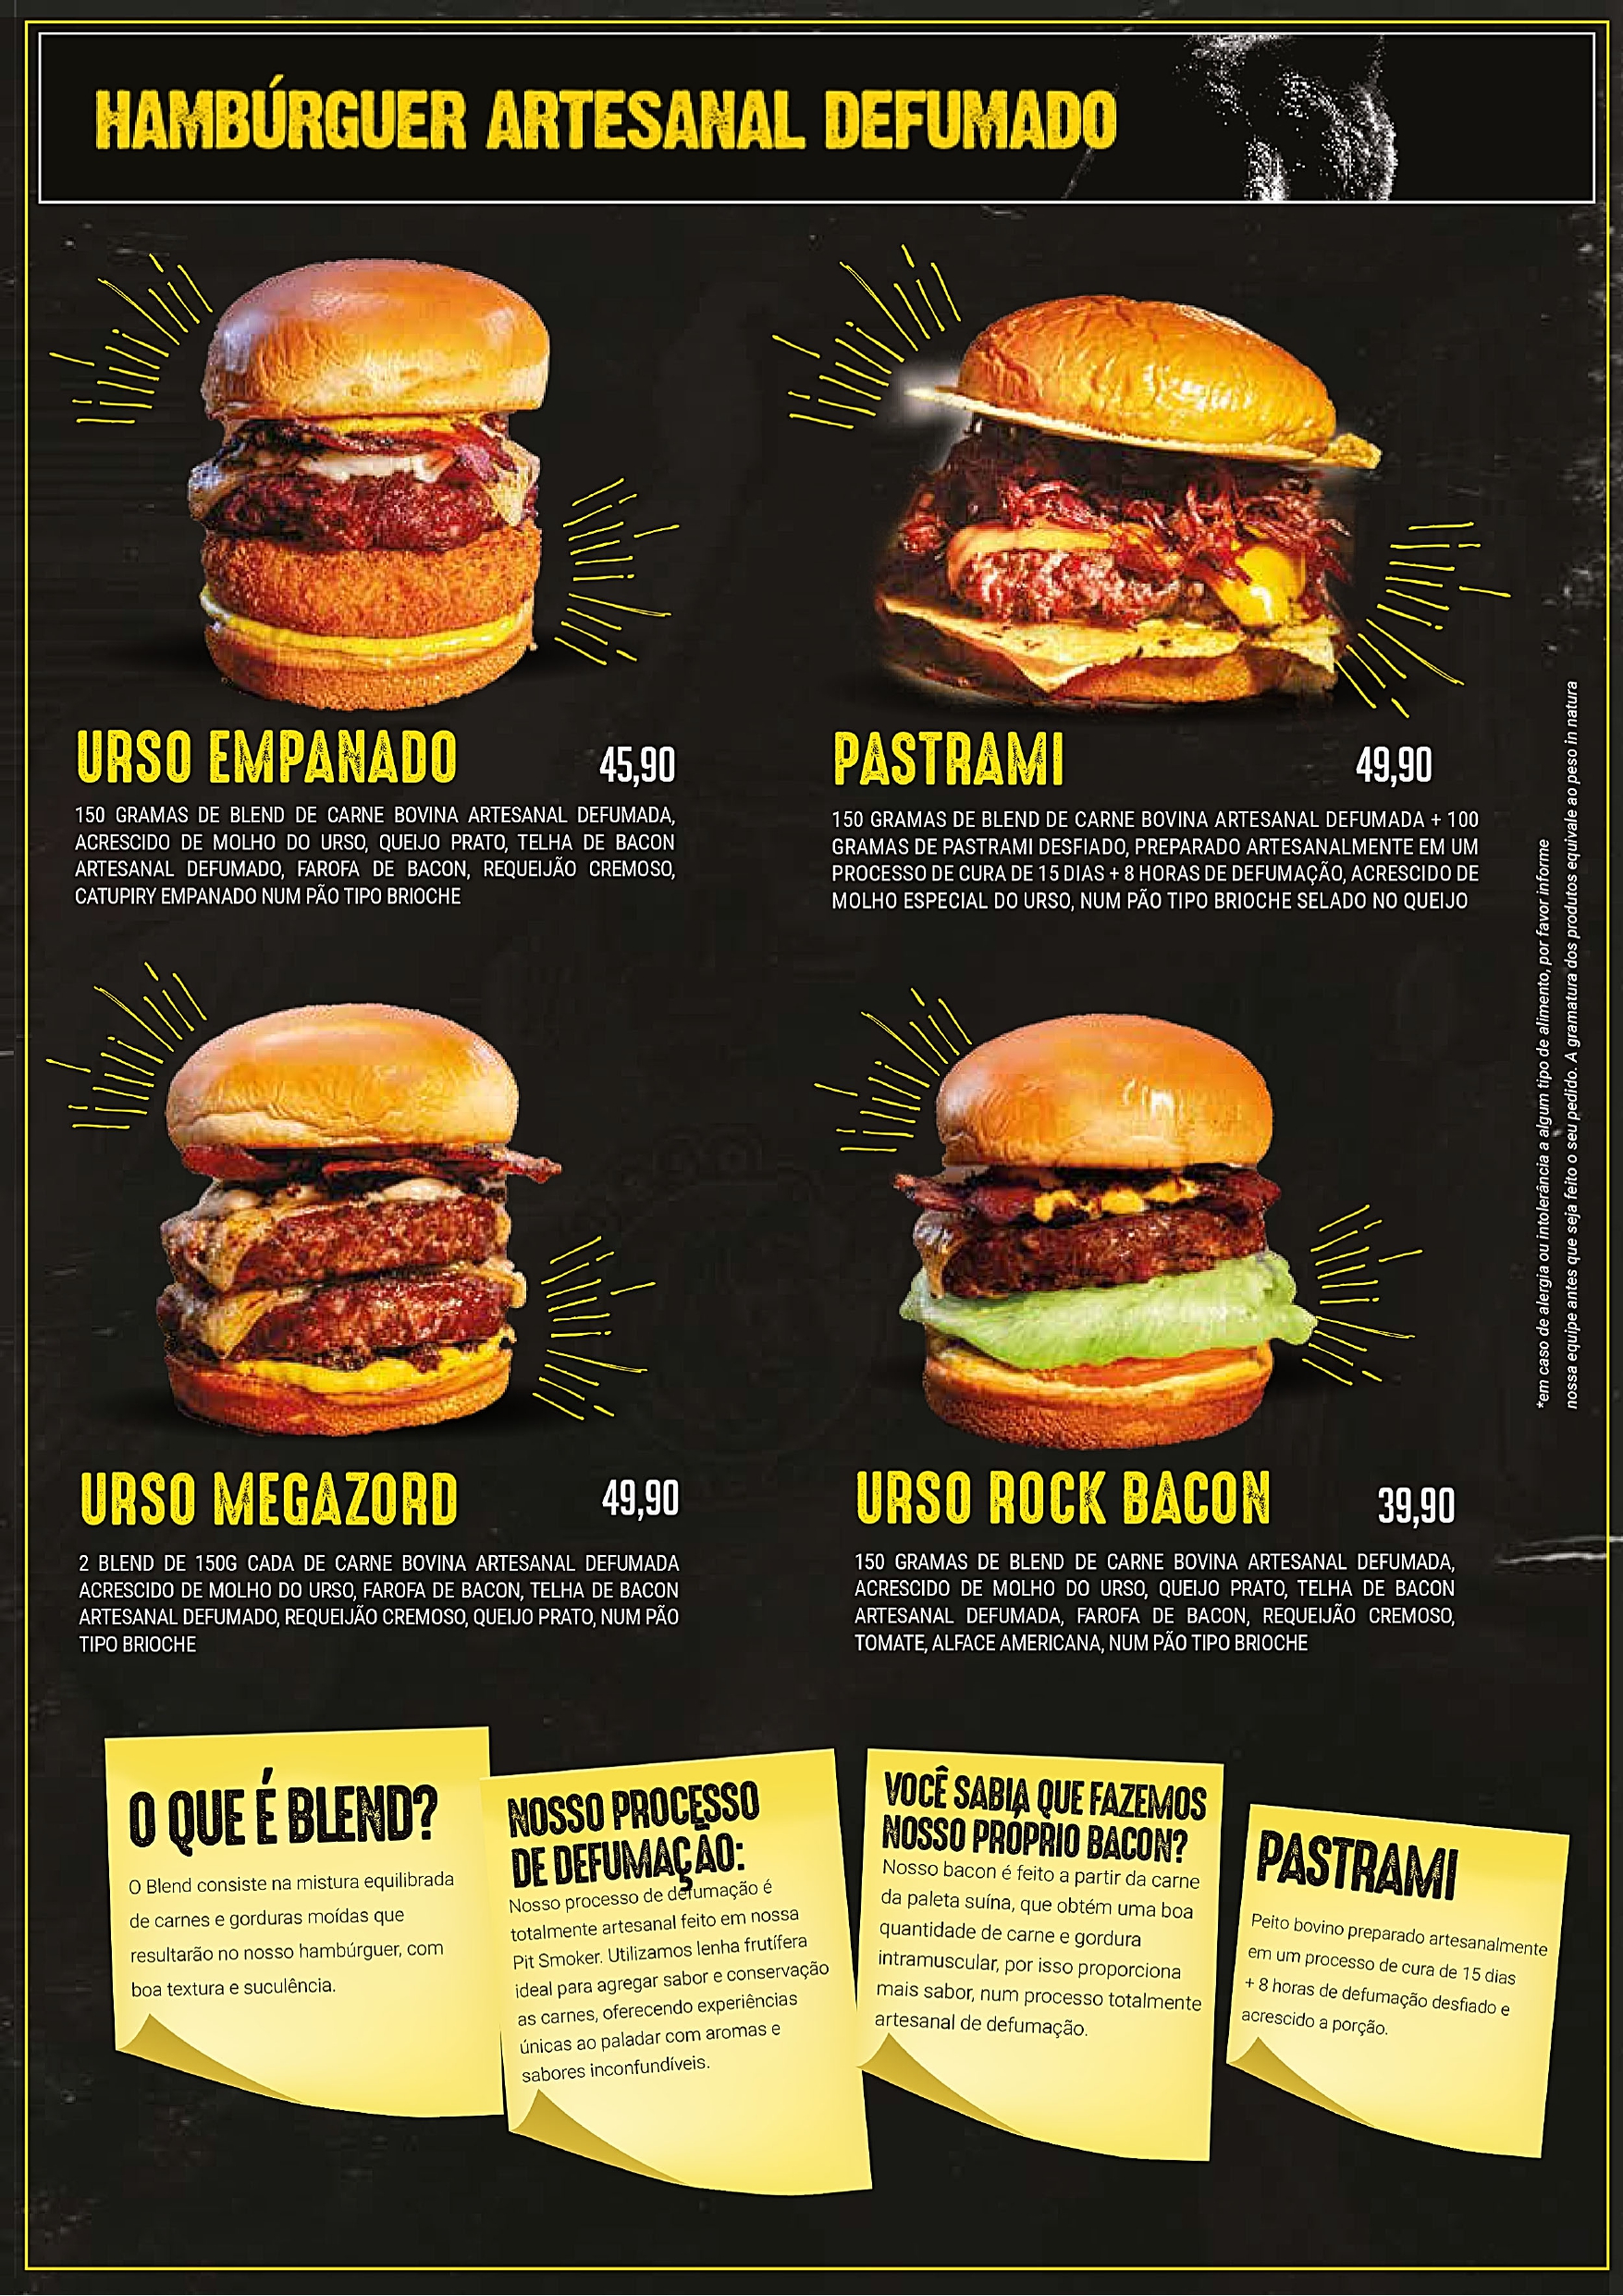 HAMBÚRGUER ARTESANAL DEFUMADO
URSO EMPANADO
45,90
150 GRAMAS DE BLEND DE CARNE BOVINA ARTESANAL DEFUMADA,
ACRESCIDO DE MOLHO DO URSO, QUEIJO PRATO, TELHA DE BACON
ARTESANAL DEFUMADO, FAROFA DE BACON, REQUEIJÃO CREMOSO,
CATUPIRY EMPANADO NUM PÃO TIPO BRIOCHE
PASTRAMI
49,90
150 GRAMAS DE BLEND DE CARNE BOVINA ARTESANAL DEFUMADA + 100
GRAMAS DE PASTRAMI DESFIADO, PREPARADO ARTESANALMENTE EM UM
PROCESSO DE CURA DE 15 DIAS + 8 HORAS DE DEFUMAÇÃO, ACRESCIDO DE
MOLHO ESPECIAL DO URSO, NUM PÃO TIPO BRIOCHE SELADO NO QUEIJO
URSO MEGAZORD
49,90
2 BLEND DE 150G CADA DE CARNE BOVINA ARTESANAL DEFUMADA
ACRESCIDO DE MOLHO DO URSO, FAROFA DE BACON, TELHA DE BACON
ARTESANAL DEFUMADO, REQUEIJÃO CREMOSO, QUEIJO PRATO, NUM PÃO
TIPO BRIOCHE
URSO ROCK BACON
39,90
150 GRAMAS DE BLEND DE CARNE BOVINA ARTESANAL DEFUMADA,
ACRESCIDO DE MOLHO DO URSO, QUEIJO PRATO, TELHA DE BACON
ARTESANAL DEFUMADA, FAROFA DE BACON, REQUEIJÃO CREMOSO,
TOMATE, ALFACE AMERICANA, NUM PÃO TIPO BRIOCHE
*em caso de alergia ou intolerância a algum tipo de alimento, por favor informe
nossa equipe antes que seja feito o seu pedido. A gramatura dos produtos equivale ao peso in natura
O QUE É BLEND?
O Blend consiste na mistura equilibrada
de carnes e gorduras moídas que
resultarão no nosso hambúrguer, com
boa textura e suculência.
NOSSO PROCESSO
DE DEFUMAÇÃO:
Nosso processo de defumação é
totalmente artesanal feito em nossa
Pit Smoker. Utilizamos lenha frutífera
ideal para agregar sabor e conservação
as carnes, oferecendo experiências
únicas ao paladar com aromas e
sabores inconfundíveis.
VOCÊ SABIA QUE FAZEMOS
NOSSO PRÓPRIO BACON?
Nosso bacon é feito a partir da carne
da paleta suína, que obtém uma boa
quantidade de carne e gordura
intramuscular, por isso proporciona
mais sabor, num processo totalmente
artesanal de defumação.
PASTRAMI
Peito bovino preparado artesanalmente
em um processo de cura de 15 dias
+ 8 horas de defumação desfiado e
acrescido a porção.